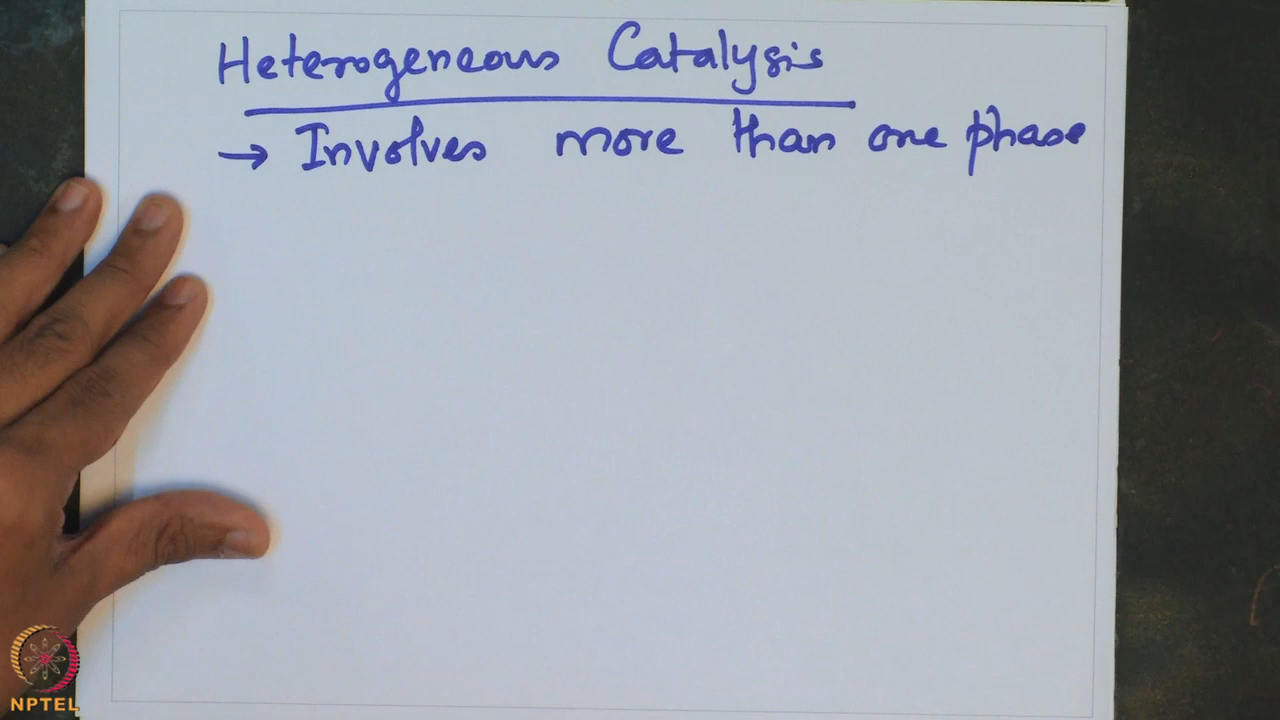 Heterogeneous Catalysis
→ Involves more than one phase
NPTEL